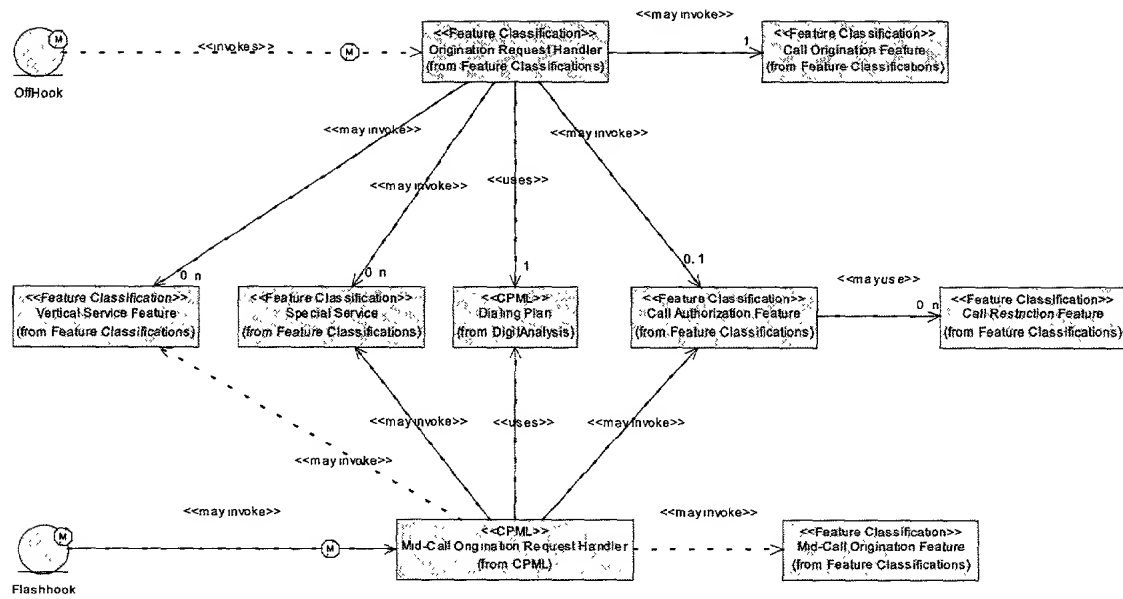 <<may invoke>>
M
<<invokes>>
M
<<Feature Classification>>
Origination Request Handler
(from Feature Classifications)
1
<<Feature Classification>>
Call Origination Feature
(from Feature Classifications)
OffHook
<<may invoke>>
<<may invoke>>
<<uses>>
<<may invoke>>
0 n
0 n
1
0.1
<<may use>>
0 n
<<Feature Classification>>
Vertical Service Feature
(from Feature Classifications)
<<Feature Classification>>
Special Service
(from Feature Classifications)
<<CPML>>
Dialing Plan
(from DigitAnalysis)
<<Feature Classification>>
Call Authorization Feature
(from Feature Classifications)
<<Feature Classification>>
Call Restriction Feature
(from Feature Classifications)
<<may invoke>>
<<uses>>
<<may invoke>>
<<may invoke>>
<<may invoke>>
M
M
<<CPML>>
Mid-Call Origination Request Handler
(from CPML)
<<may invoke>>
<<Feature Classification>>
Mid-Call Origination Feature
(from Feature Classifications)
Flashhook